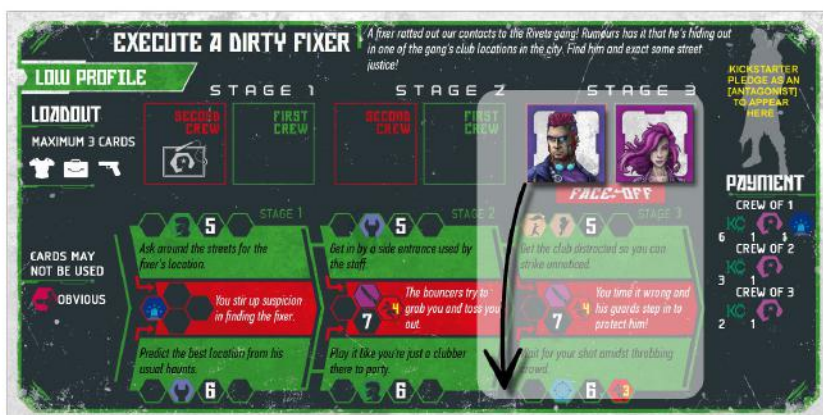 EXECUTE A DIRTY FIXER
A fixer ratted out our contacts to the Rivets gang! Rumours has it that he's hiding out
in one of the gang's club locations in the city. Find him and exact some street
justice!
LOW PROFILE
STAGE 1
STAGE 2
STAGE 3
KICKSTARTER
PLEDGE AS AN
[ANTAGONIST]
TO APPEAR
HERE
LOADOUT
MAXIMUM 3 CARDS
SECOND
CREW
FIRST
CREW
SECOND
CREW
FIRST
CREW
FACE-OFF
PAYMENT
CREW OF 1
KC
6 1 1
CREW OF 2
KC
3 1
CREW OF 3
KC
2 1
CARDS MAY
NOT BE USED
OBVIOUS
5
STAGE 1
Ask around the streets for the
fixer's location.
You stir up suspicion
in finding the fixer.
Predict the best location from his
usual haunts.
6
5
STAGE 2
Get in by a side entrance used by
the staff.
7
4
The bouncers try to
grab you and toss you
out.
Play it like you're just a clubber
there to party.
6
5
STAGE 3
Get the club distracted so you can
strike unnoticed.
7
4
You time it wrong and
his guards step in to
protect him!
for your shot amidst throbbing
crowd.
6
3